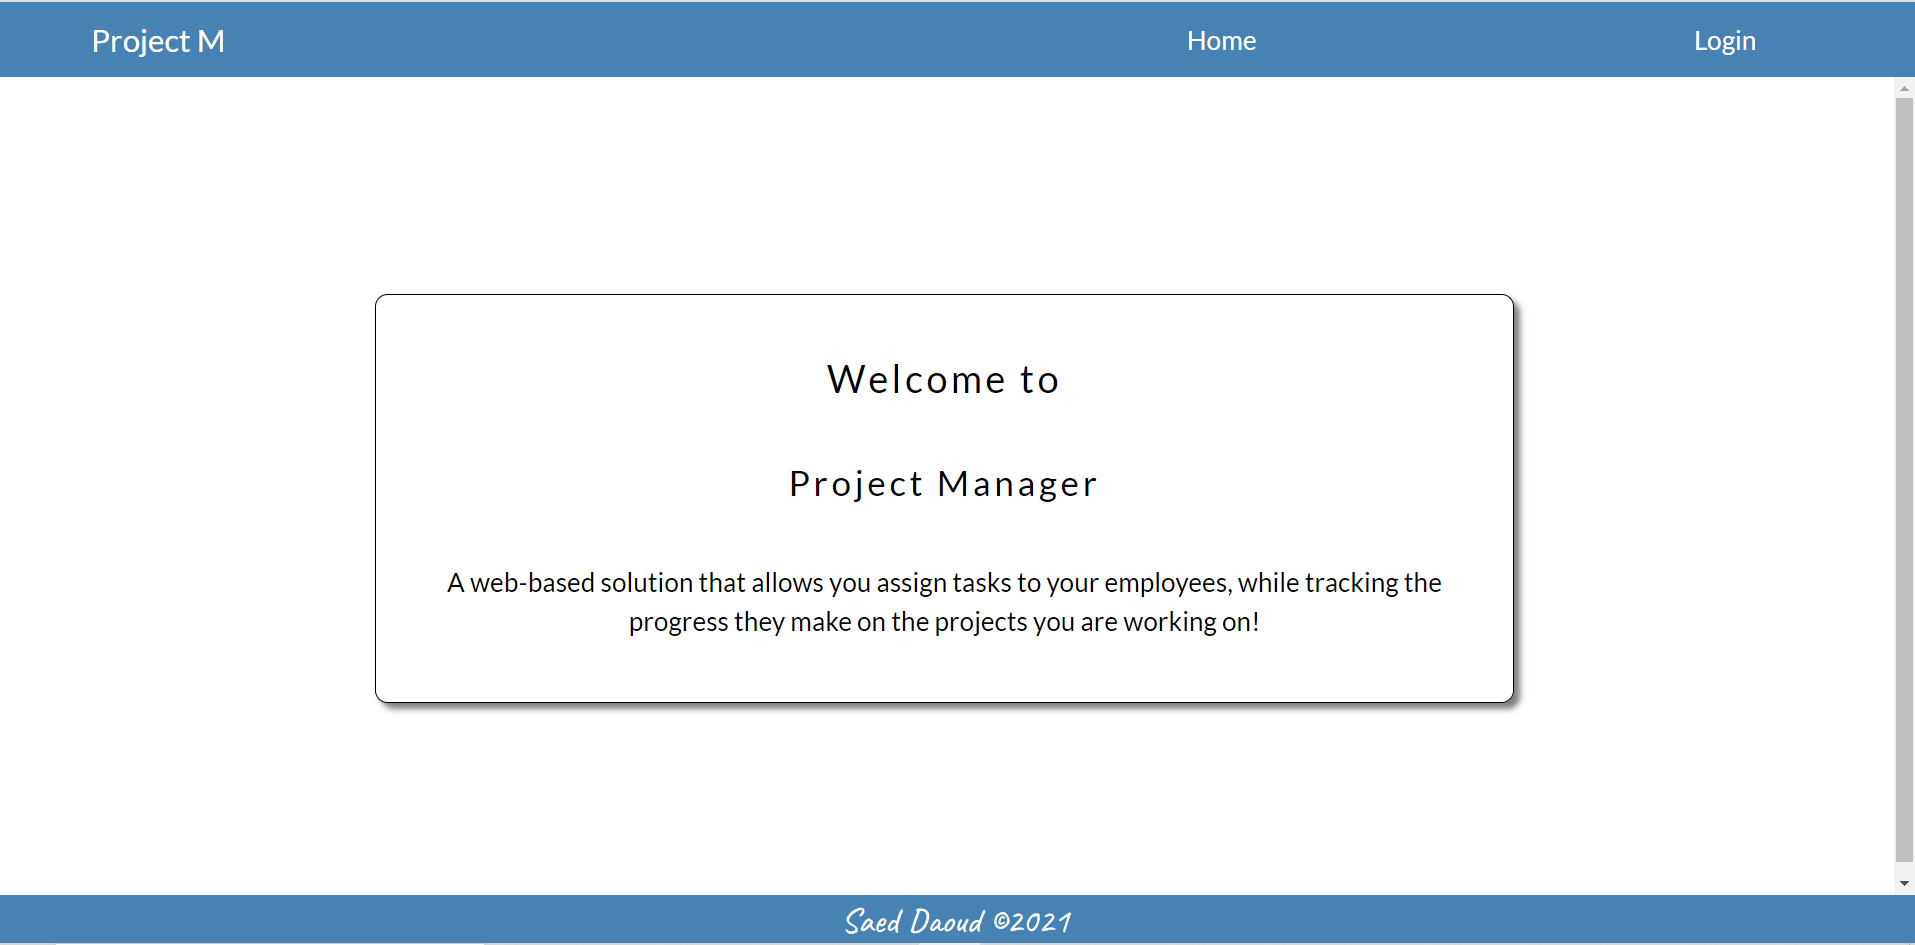 Project M
Home
Login
Welcome to
Project Manager
A web-based solution that allows you assign tasks to your employees, while tracking the
progress they make on the projects you are working on!
Saed Daoud ©2021